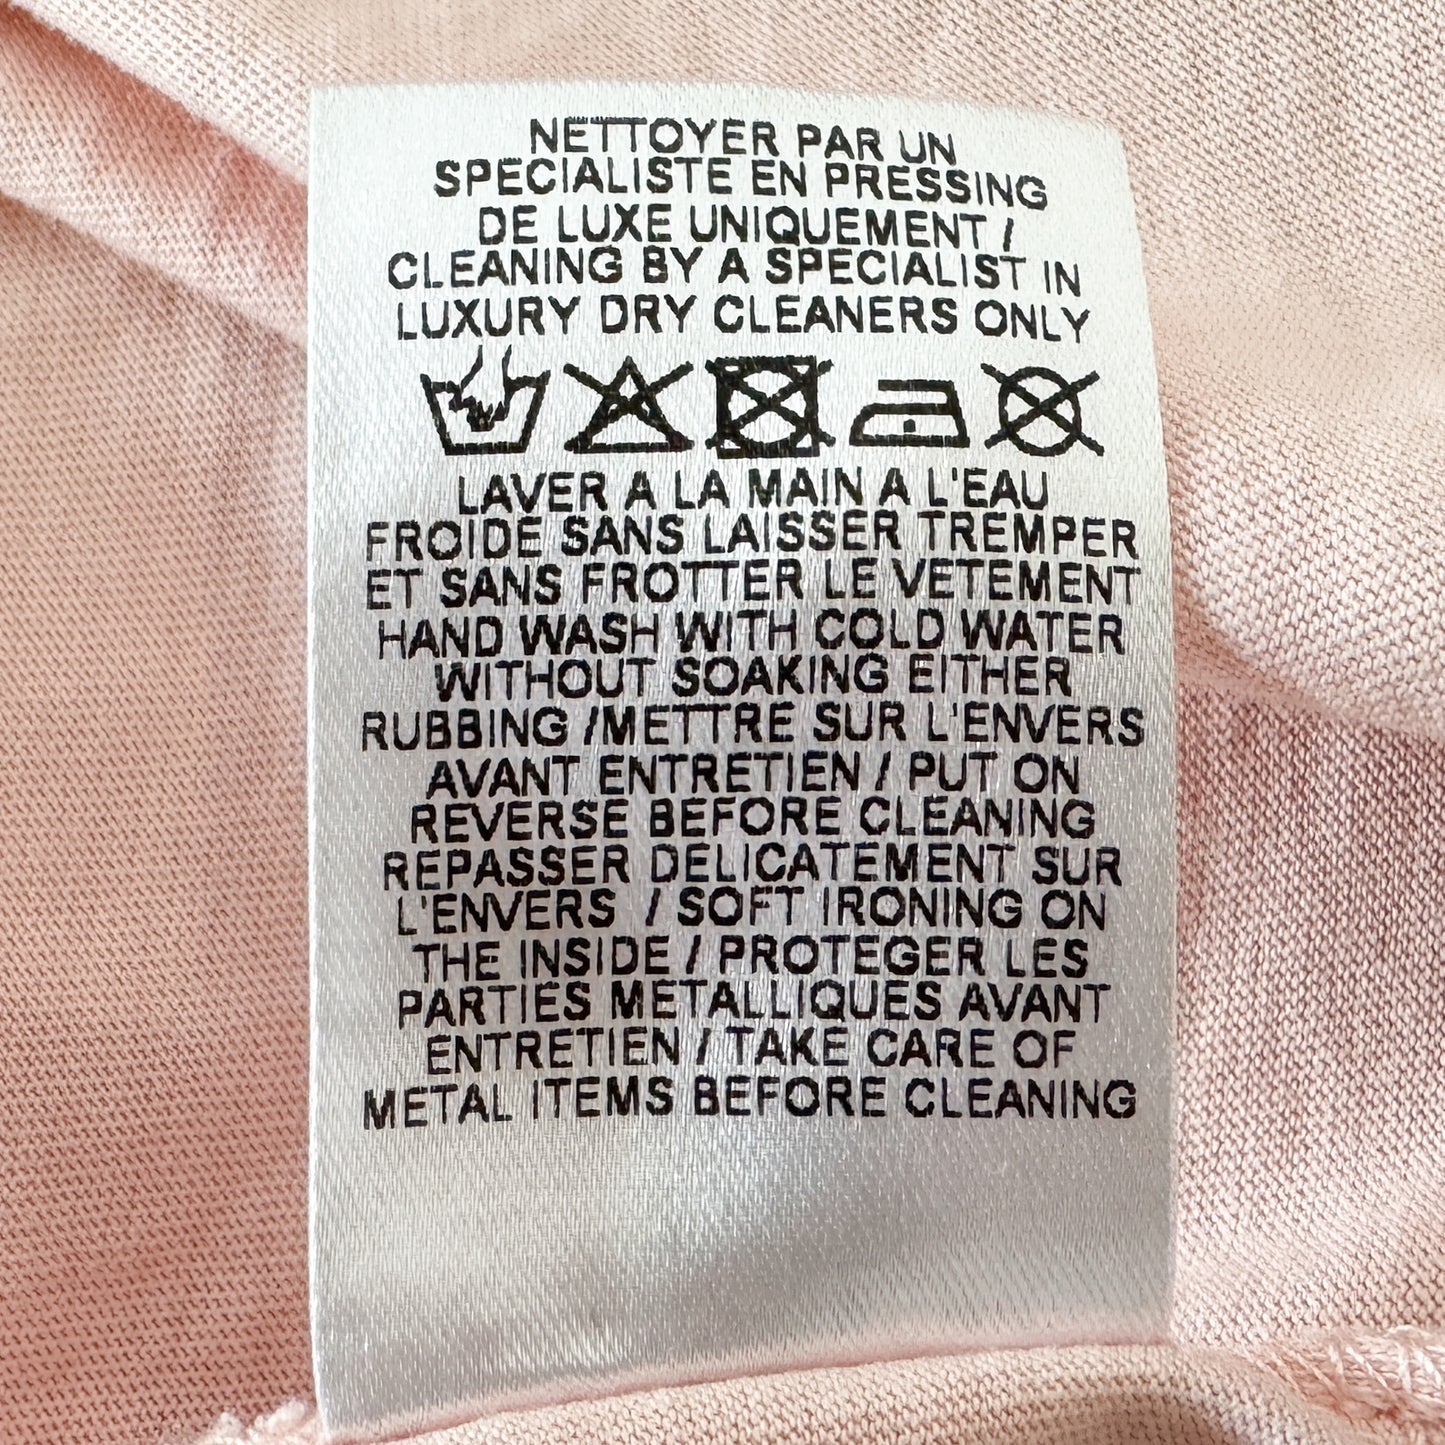 NETTOYER PAR UN
SPECIALISTE EN PRESSING
DE LUXE UNIQUEMENT /
CLEANING BY A SPECIALIST IN
LUXURY DRY CLEANERS ONLY
LAVER A LA MAIN A L'EAU
FROIDE SANS LAISSER TREMPER
ET SANS FROTTER LE VETEMENT
HAND WASH WITH COLD WATER
WITHOUT SOAKING EITHER
RUBBING /METTRE SUR L'ENVERS
AVANT ENTRETIEN / PUT ON
REVERSE BEFORE CLEANING
REPASSER DELICATEMENT SUR
L'ENVERS / SOFT IRONING ON
THE INSIDE / PROTEGER LES
PARTIES METALLIQUES AVANT
ENTRETIEN / TAKE CARE OF
METAL ITEMS BEFORE CLEANING